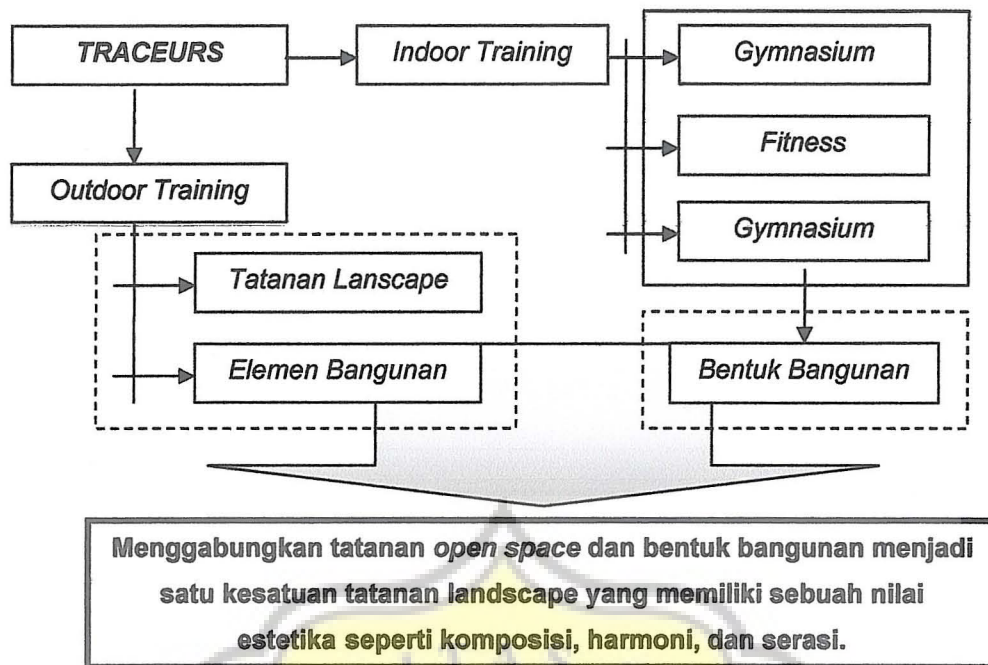 TRACEURS
Indoor Training
Gymnasium
Fitness
Gymnasium
Outdoor Training
Tatanan Lanscape
Elemen Bangunan
Bentuk Bangunan
Menggabungkan tatanan open space dan bentuk bangunan menjadi
satu kesatuan tatanan landscape yang memiliki sebuah nilai
estetika seperti komposisi, harmoni, dan serasi.